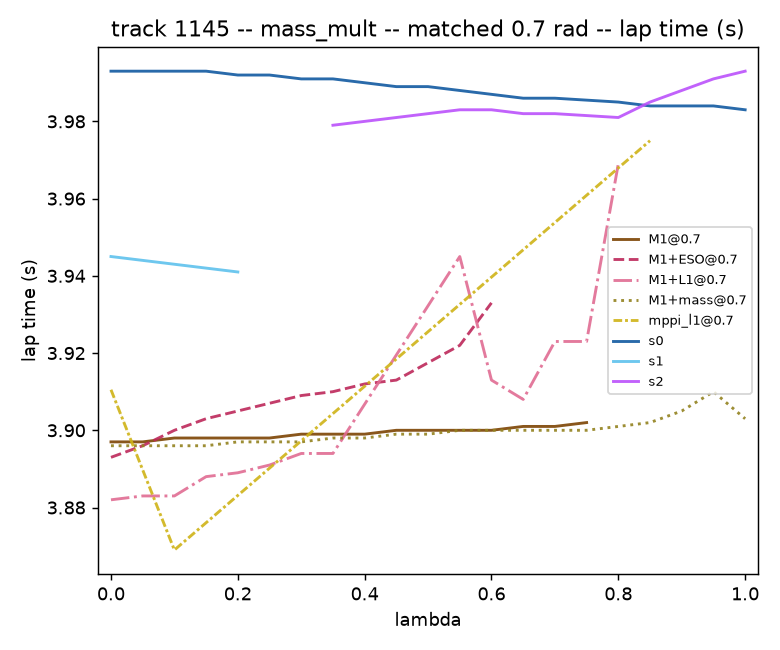 track 1145 -- mass_mult -- matched 0.7 rad -- lap time (s)
lap time (s)
3.98
3.96
3.94
3.92
3.90
3.88
M1@0.7
M1+ESO@0.7
M1+L1@0.7
M1+mass@0.7
mppi_l1@0.7
s0
s1
s2
0.0
0.2
0.4
0.6
0.8
1.0
lambda